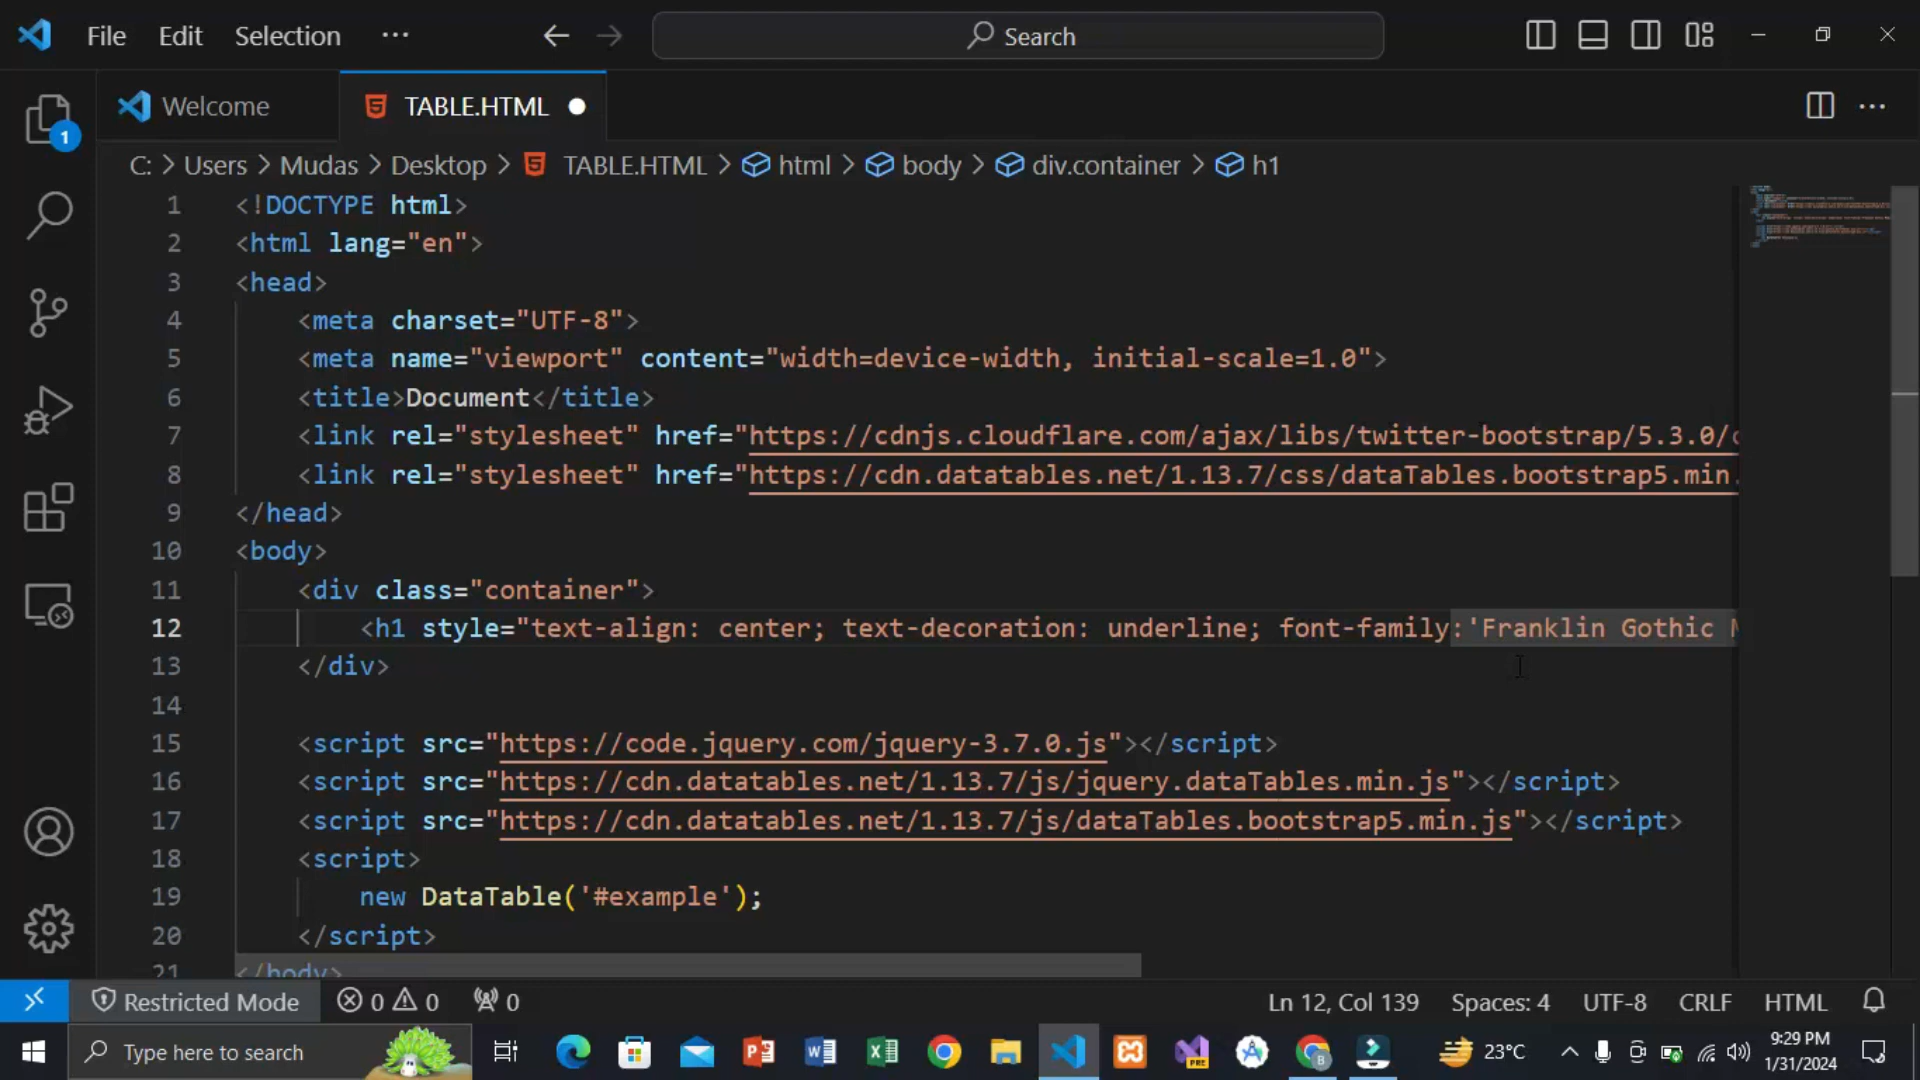 File Edit Selection ··· Search
Welcome TABLE.HTML
1
C: > Users > Mudas > Desktop > TABLE.HTML > html > body > div.container > h1
1 <!DOCTYPE html>
2 <html lang="en">
3 <head>
4 <meta charset="UTF-8">
5 <meta name="viewport" content="width=device-width, initial-scale=1.0">
6 <title>Document</title>
7 <link rel="stylesheet" href="https://cdnjs.cloudflare.com/ajax/libs/twitter-bootstrap/5.3.0/c
8 <link rel="stylesheet" href="https://cdn.datatables.net/1.13.7/css/dataTables.bootstrap5.min.
9 </head>
10 <body>
11 <div class="container">
12 <h1 style="text-align: center; text-decoration: underline; font-family:'Franklin Gothic M
13 </div>
14
15 <script src="https://code.jquery.com/jquery-3.7.0.js"></script>
16 <script src="https://cdn.datatables.net/1.13.7/js/jquery.dataTables.min.js"></script>
17 <script src="https://cdn.datatables.net/1.13.7/js/dataTables.bootstrap5.min.js"></script>
18 <script>
19 new DataTable('#example');
20 </script>
21 </body>
Restricted Mode 0 0 0 Ln 12, Col 139 Spaces: 4 UTF-8 CRLF HTML
Type here to search 23°C 9:29 PM
1/31/2024